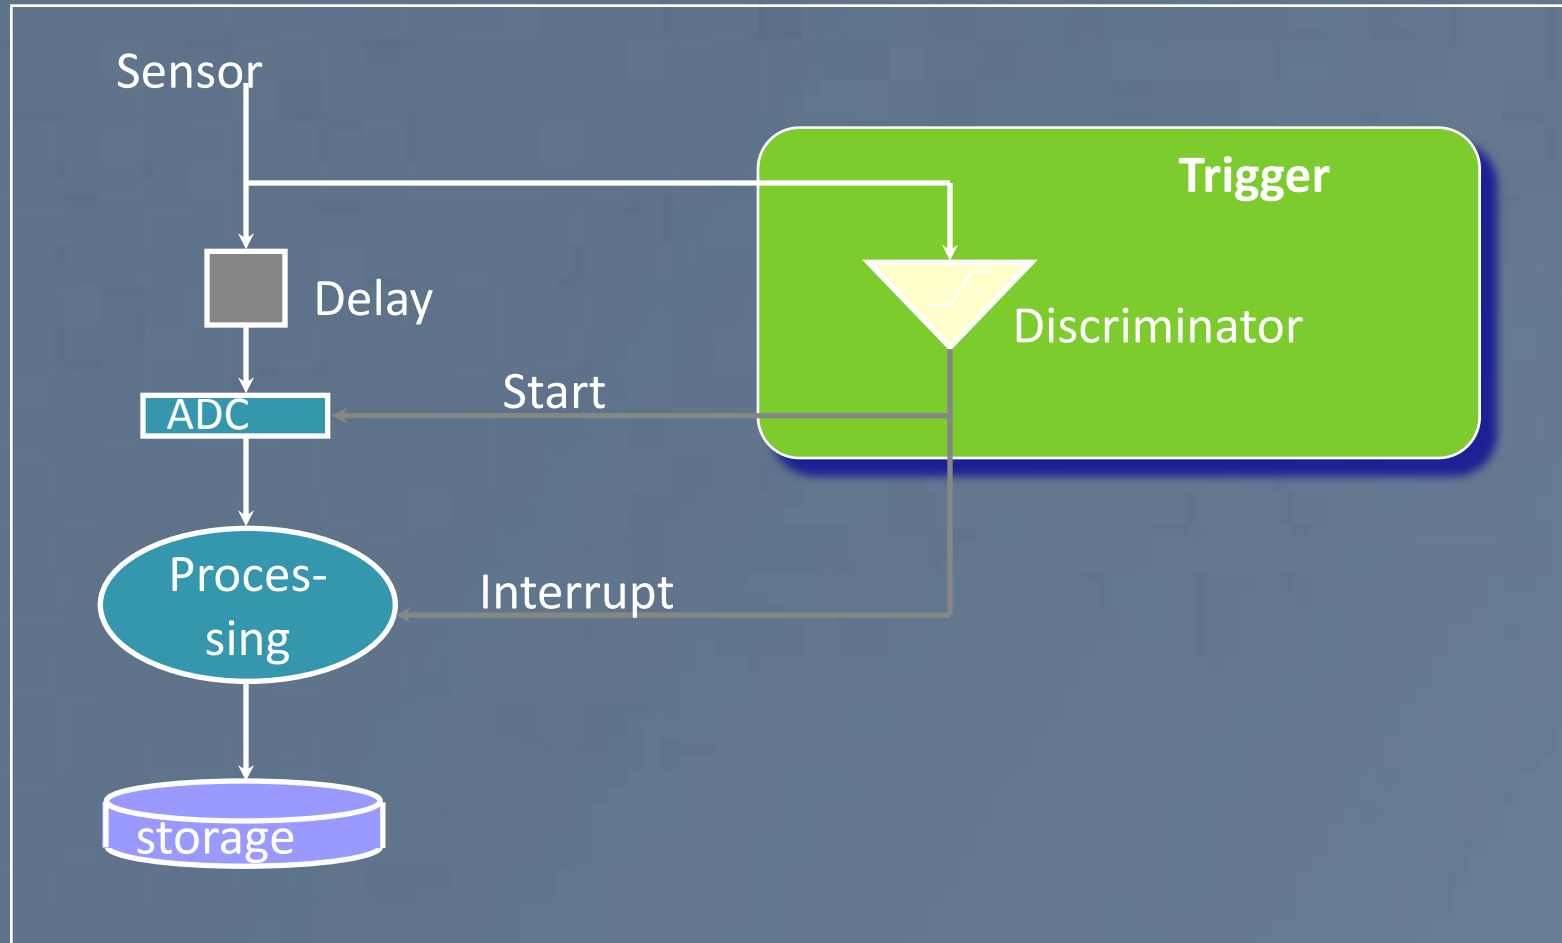 Sensor
Trigger
Delay
Discriminator
Start
ADC
Proces-
sing
Interrupt
storage